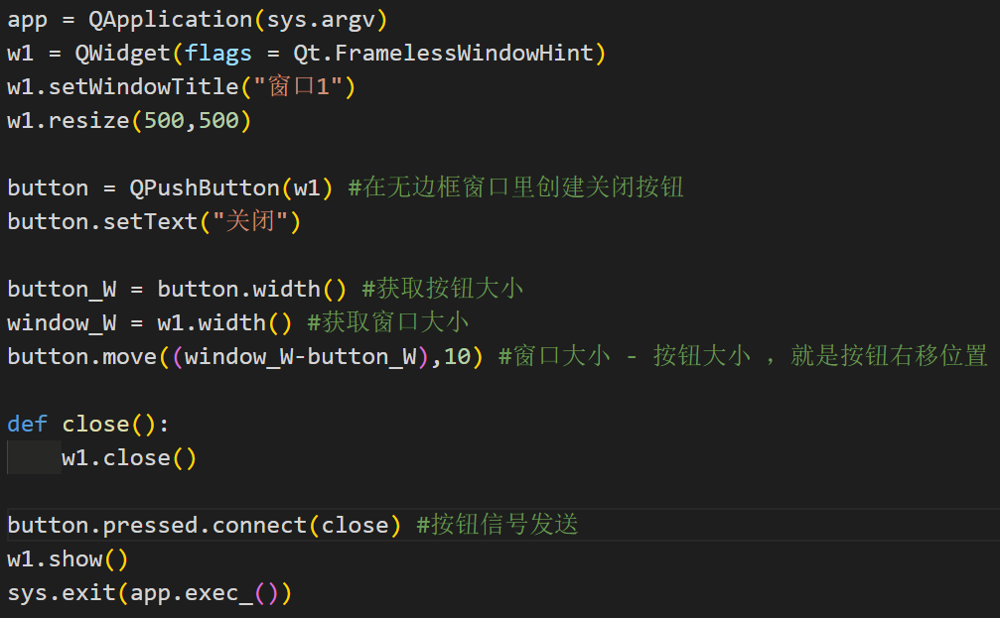 app = QApplication(sys.argv)
w1 = QWidget(flags = Qt.FramelessWindowHint)
w1.setWindowTitle("窗口1")
w1.resize(500,500)
button = QPushButton(w1) #在无边框窗口里创建关闭按钮
button.setText("关闭")
button_W = button.width() #获取按钮大小
window_W = w1.width() #获取窗口大小
button.move((window_W-button_W),10) #窗口大小 - 按钮大小 ，就是按钮右移位置
def close():
    w1.close()
button.pressed.connect(close) #按钮信号发送
w1.show()
sys.exit(app.exec_())